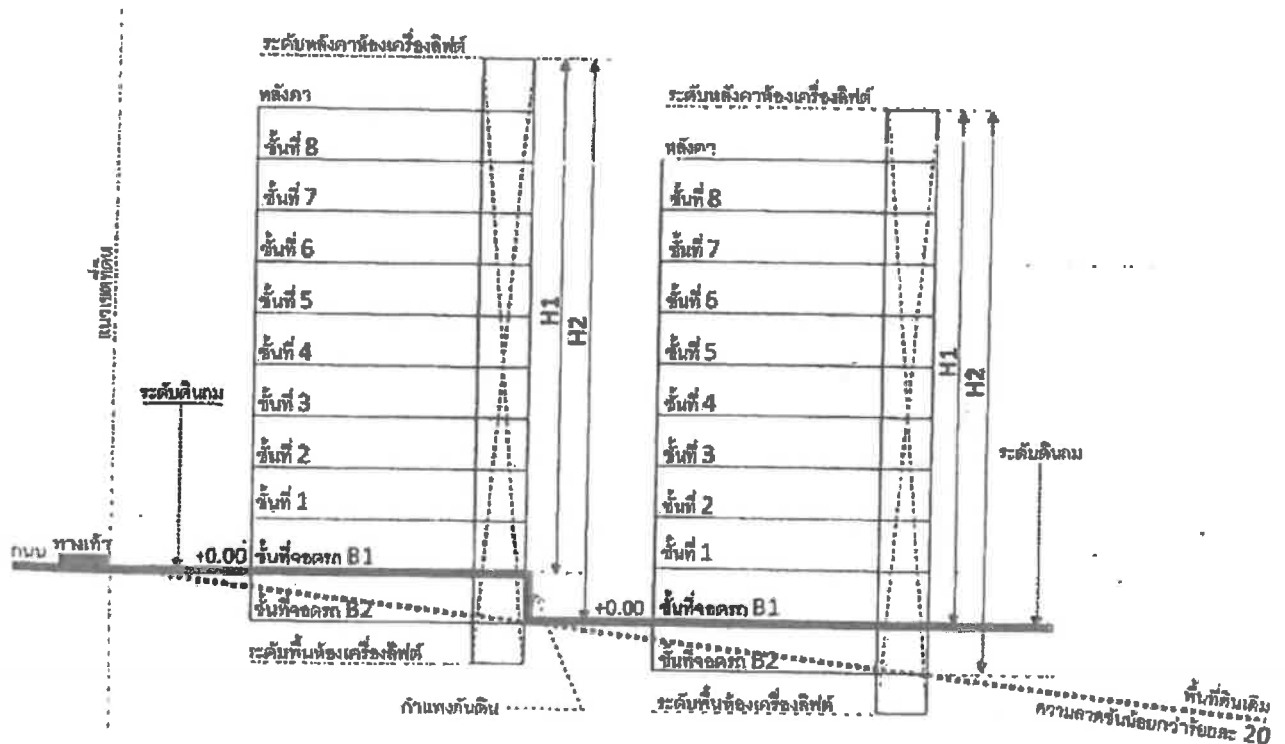 ระดับหลังคาห้องเครื่องลิฟต์
หลังคา
ชั้นที่ 8
ชั้นที่ 7
ชั้นที่ 6
ชั้นที่ 5
ชั้นที่ 4
ชั้นที่ 3
ชั้นที่ 2
ชั้นที่ 1
+0.00 ชั้นที่จอดรถ B1
ชั้นที่จอดรถ B2
ระดับพื้นห้องเครื่องลิฟต์
H1
H2
แนวเขตที่ดิน
ระดับดินถม
ถนน ทางเท้า
กำแพงกันดิน
ระดับหลังคาห้องเครื่องลิฟต์
หลังคา
ชั้นที่ 8
ชั้นที่ 7
ชั้นที่ 6
ชั้นที่ 5
ชั้นที่ 4
ชั้นที่ 3
ชั้นที่ 2
ชั้นที่ 1
+0.00 ชั้นที่จอดรถ B1
ชั้นที่จอดรถ B2
ระดับพื้นห้องเครื่องลิฟต์
H1
H2
ระดับดินถม
พื้นที่ดินเดิม
ความลาดชันน้อยกว่าร้อยละ 20